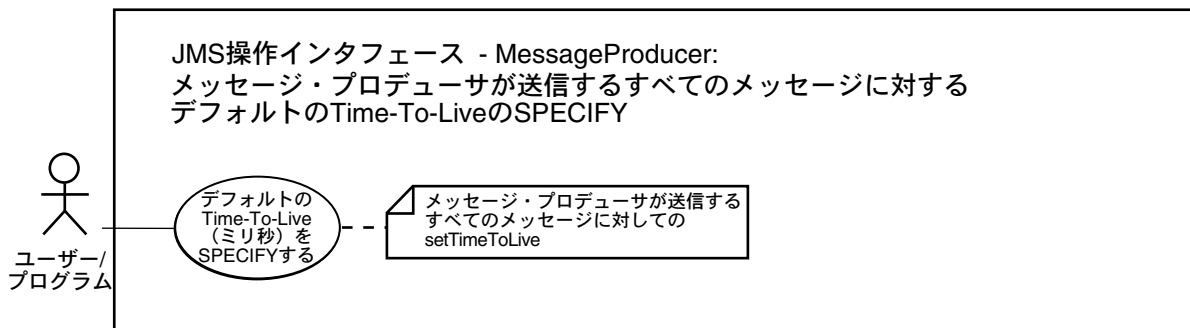 JMS操作インタフェース - MessageProducer:
メッセージ・プロデューサが送信するすべてのメッセージに対する
デフォルトのTime-To-LiveのSPECIFY
ユーザー/
プログラム
デフォルトの
Time-To-Live
（ミリ秒）を
SPECIFYする
メッセージ・プロデューサが送信する
すべてのメッセージに対しての
setTimeToLive